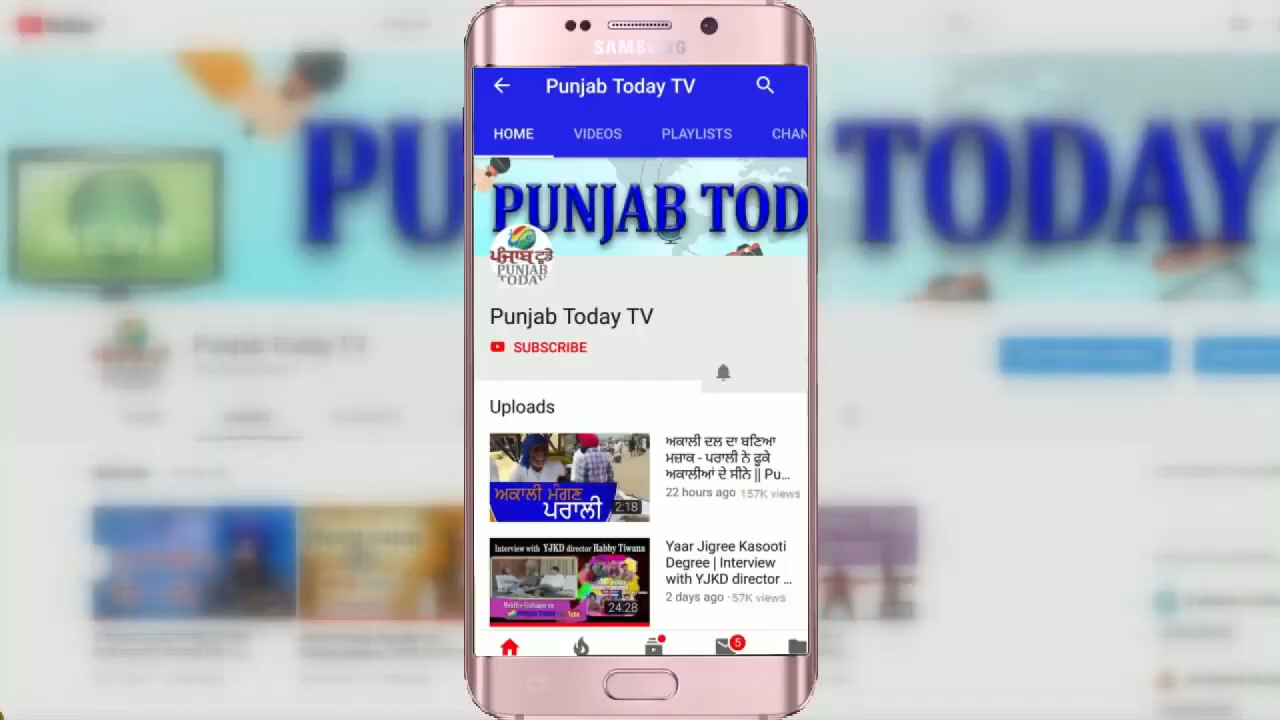 SAMSUNG
Punjab Today TV
HOME VIDEOS PLAYLISTS CHAN
PUNJAB TOD
PU TODAY
ਪੰਜਾਬ ਟੂਡੇ
PUNJAB
TODAY
Punjab Today TV
SUBSCRIBE
Uploads
ਅਕਾਲੀ ਮੰਗਣ
ਪਰਾਲੀ
2:18
ਅਕਾਲੀ ਦਲ ਦਾ ਬਣਿਆ
ਮਜ਼ਾਕ - ਪਰਾਲੀ ਨੇ ਫੂਕੇ
ਅਕਾਲੀਆਂ ਦੇ ਸੀਨੇ || Pu...
22 hours ago 157K views
Interview with YJKD director Rabby Tiwana
24:28
Yaar Jigree Kasooti
Degree | Interview
with YJKD director ...
2 days ago · 57K views
5